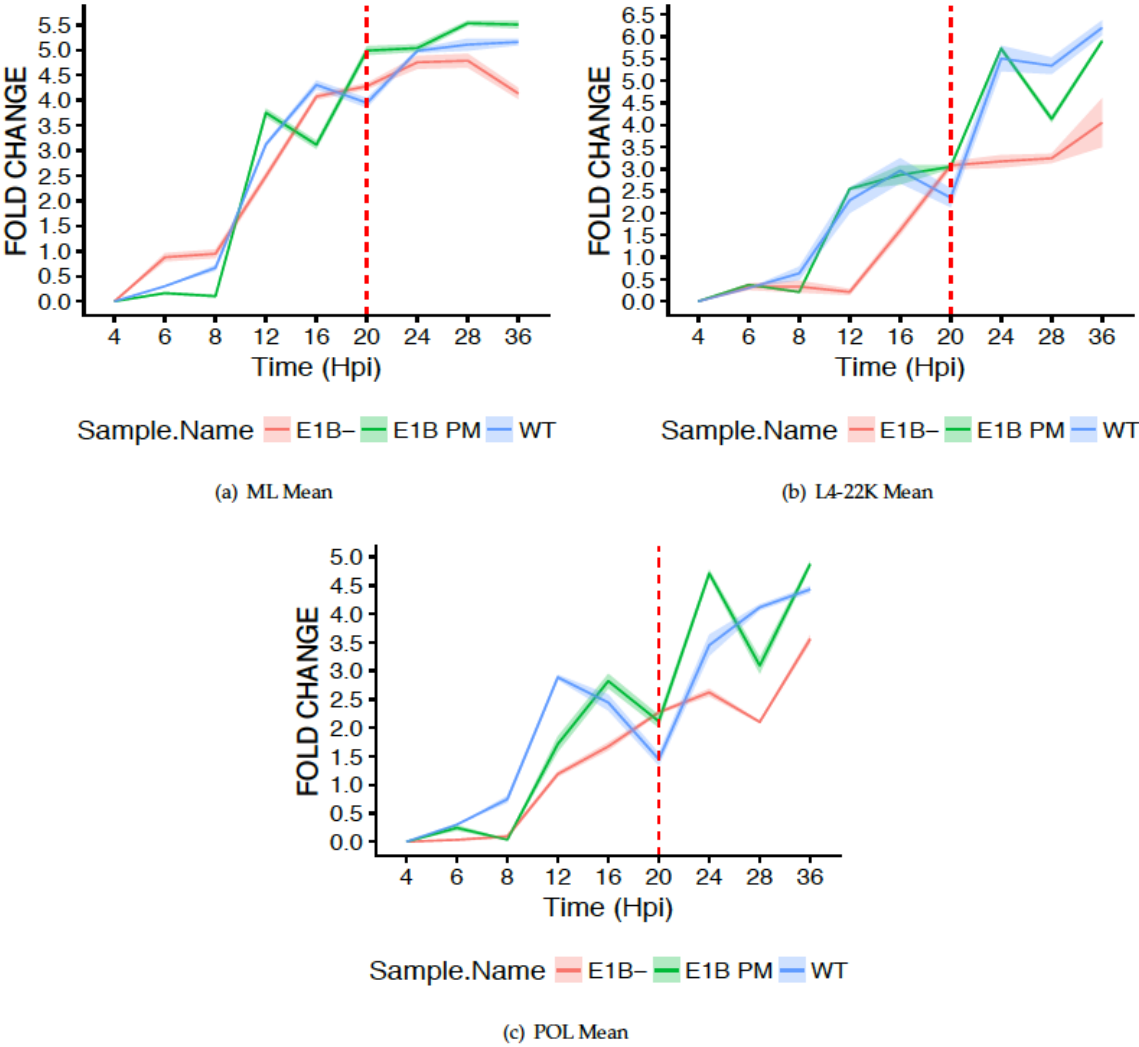 FOLD CHANGE
5.5
5.0
4.5
4.0
3.5
3.0
2.5
2.0
1.5
1.0
0.5
0.0
4 6 8 12 16 20 24 28 36
Time (Hpi)
Sample.Name E1B− E1B PM WT
(a) ML Mean
FOLD CHANGE
6.5
6.0
5.5
5.0
4.5
4.0
3.5
3.0
2.5
2.0
1.5
1.0
0.5
0.0
4 6 8 12 16 20 24 28 36
Time (Hpi)
Sample.Name E1B− E1B PM WT
(b) L4-22K Mean
FOLD CHANGE
5.0
4.5
4.0
3.5
3.0
2.5
2.0
1.5
1.0
0.5
0.0
4 6 8 12 16 20 24 28 36
Time (Hpi)
Sample.Name E1B− E1B PM WT
(c) POL Mean